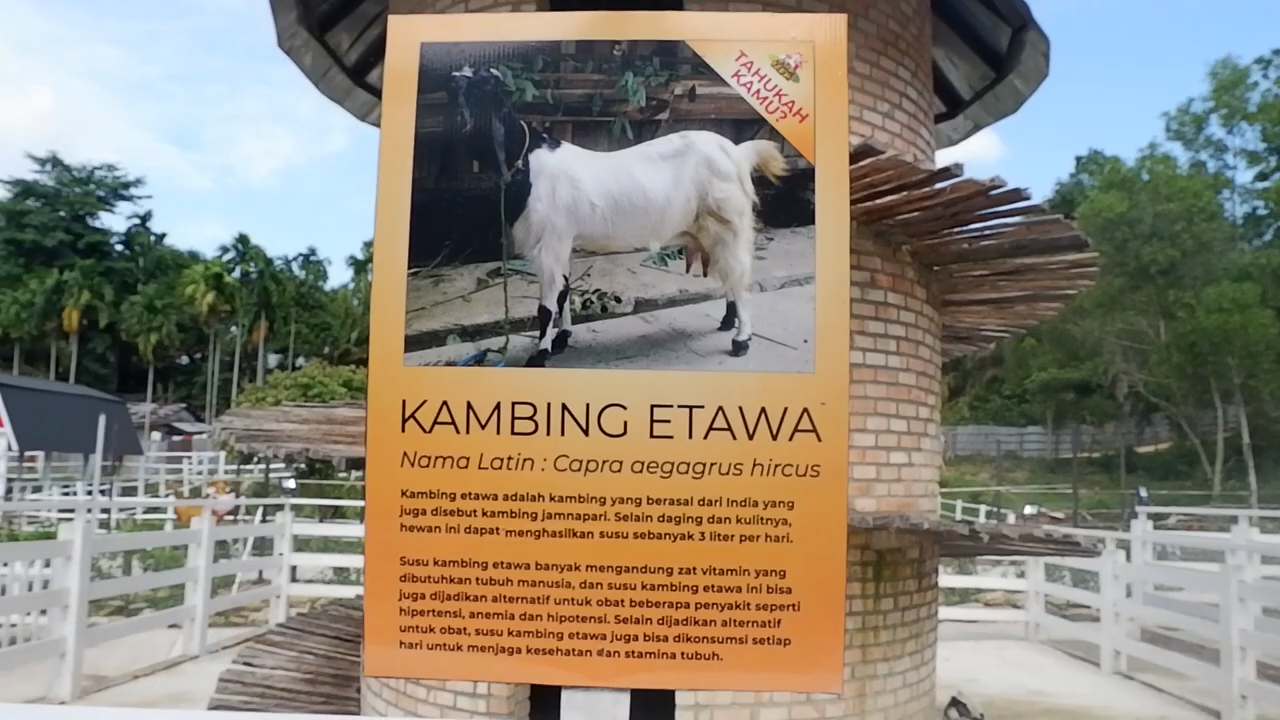 TAHUKAH
KAMU?
KAMBING ETAWA
Nama Latin : Capra aegagrus hircus
Kambing etawa adalah kambing yang berasal dari India yang
juga disebut kambing jamnapari. Selain daging dan kulitnya,
hewan ini dapat menghasilkan susu sebanyak 3 liter per hari.
Susu kambing etawa banyak mengandung zat vitamin yang
dibutuhkan tubuh manusia, dan susu kambing etawa ini bisa
juga dijadikan alternatif untuk obat beberapa penyakit seperti
hipertensi, anemia dan hipotensi. Selain dijadikan alternatif
untuk obat, susu kambing etawa juga bisa dikonsumsi setiap
hari untuk menjaga kesehatan dan stamina tubuh.